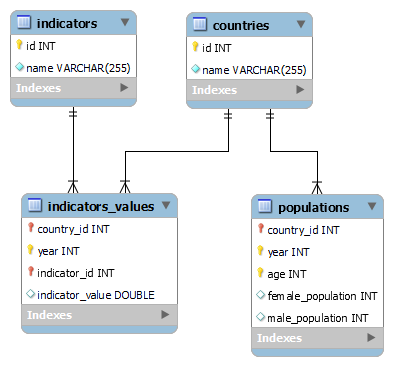 indicators
id INT
name VARCHAR(255)
Indexes
countries
id INT
name VARCHAR(255)
Indexes
indicators_values
country_id INT
year INT
indicator_id INT
indicator_value DOUBLE
Indexes
populations
country_id INT
year INT
age INT
female_population INT
male_population INT
Indexes